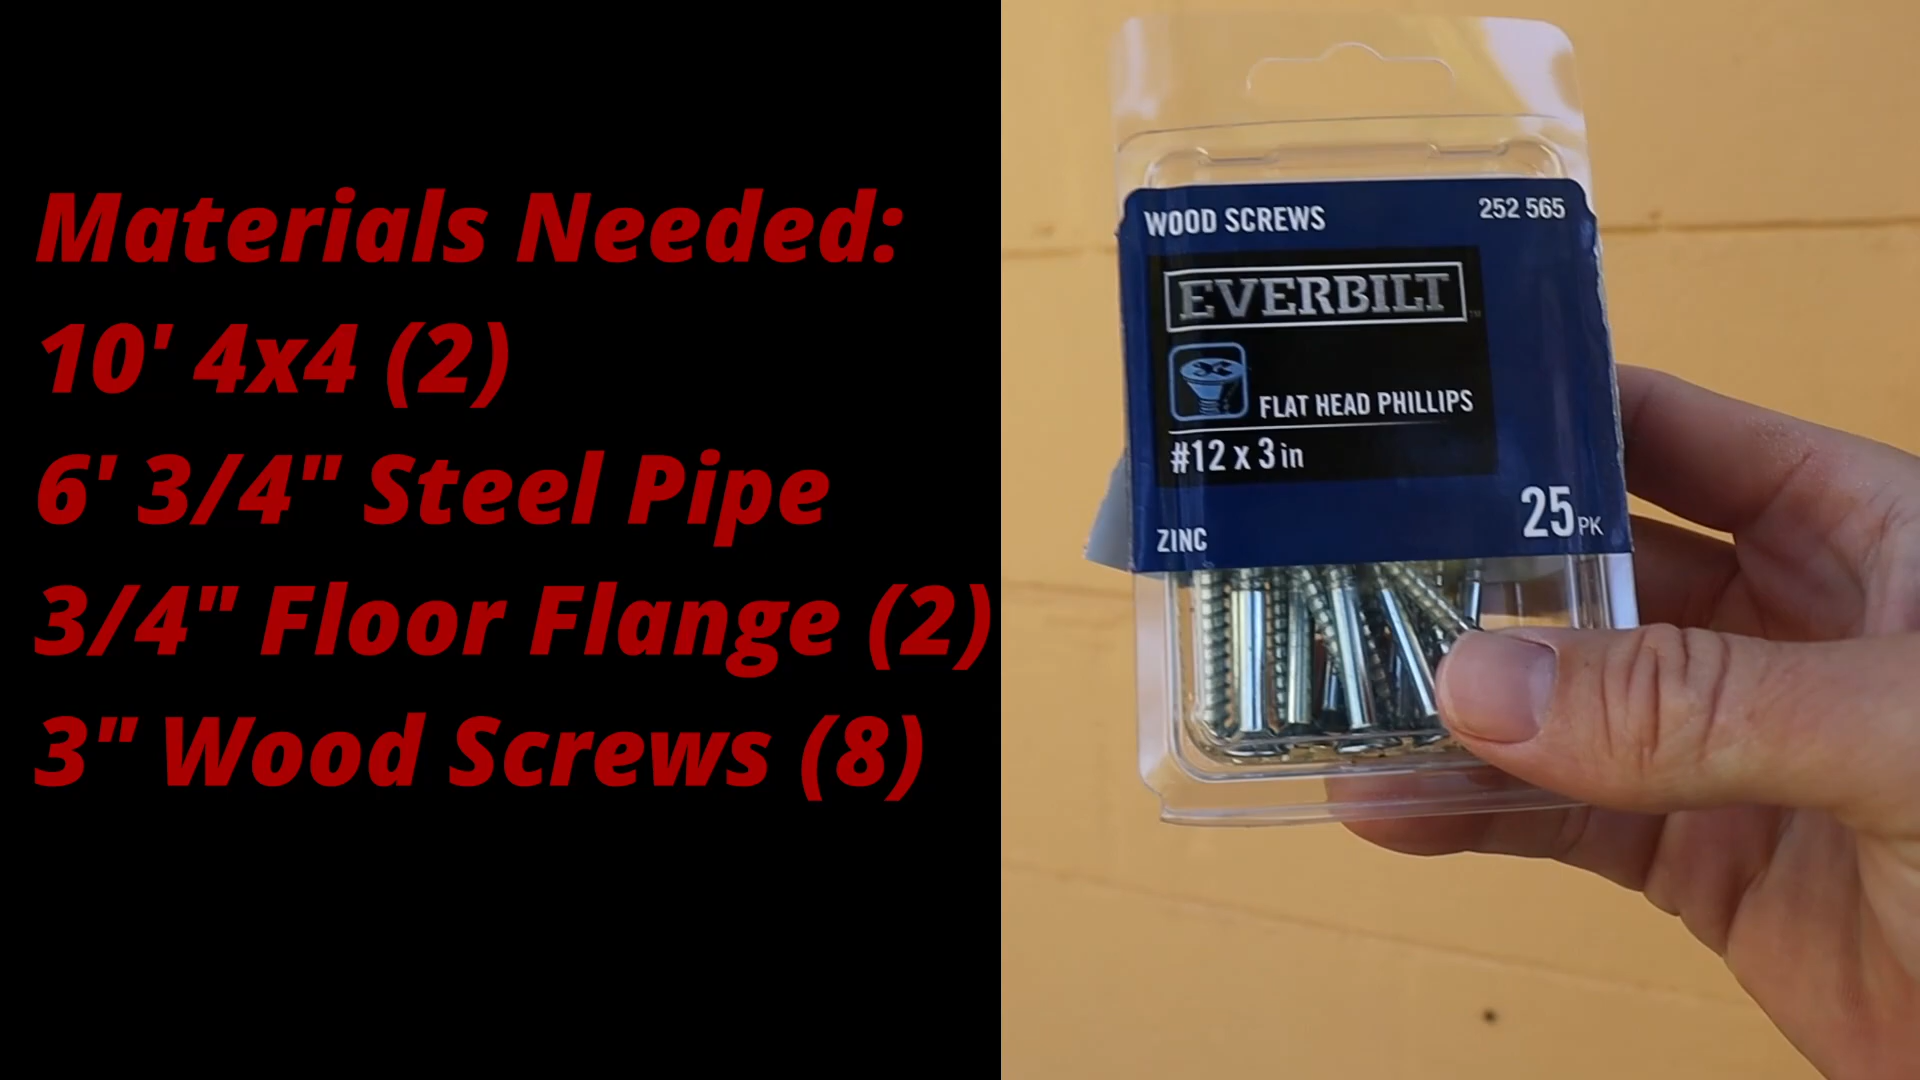 Materials Needed:
10' 4x4 (2)
6' 3/4" Steel Pipe
3/4" Floor Flange (2)
3" Wood Screws (8)
WOOD SCREWS 252 565
EVERBILT™
FLAT HEAD PHILLIPS
#12 x 3 in
ZINC 25 PK